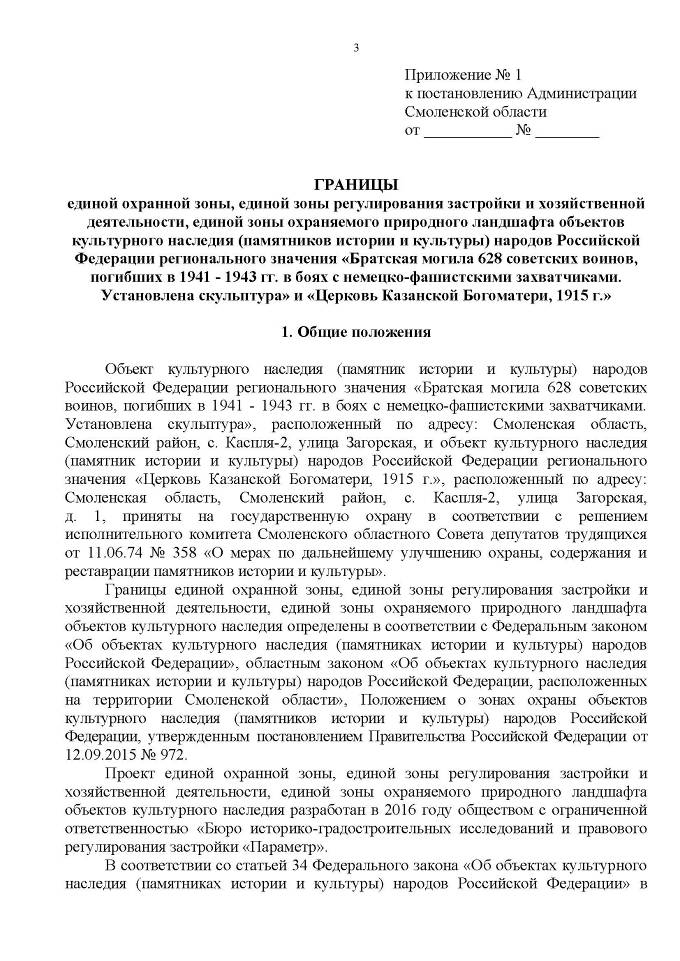 3
Приложение № 1
к постановлению Администрации
Смоленской области
от ___________ № ________
ГРАНИЦЫ
единой охранной зоны, единой зоны регулирования застройки и хозяйственной
деятельности, единой зоны охраняемого природного ландшафта объектов
культурного наследия (памятников истории и культуры) народов Российской
Федерации регионального значения «Братская могила 628 советских воинов,
погибших в 1941 - 1943 гг. в боях с немецко-фашистскими захватчиками.
Установлена скульптура» и «Церковь Казанской Богоматери, 1915 г.»
1. Общие положения
Объект культурного наследия (памятник истории и культуры) народов
Российской Федерации регионального значения «Братская могила 628 советских
воинов, погибших в 1941 - 1943 гг. в боях с немецко-фашистскими захватчиками.
Установлена скульптура», расположенный по адресу: Смоленская область,
Смоленский район, с. Каспля-2, улица Загорская, и объект культурного наследия
(памятник истории и культуры) народов Российской Федерации регионального
значения «Церковь Казанской Богоматери, 1915 г.», расположенный по адресу:
Смоленская область, Смоленский район, с. Каспля-2, улица Загорская,
д. 1, приняты на государственную охрану в соответствии с решением
исполнительного комитета Смоленского областного Совета депутатов трудящихся
от 11.06.74 № 358 «О мерах по дальнейшему улучшению охраны, содержания и
реставрации памятников истории и культуры».
Границы единой охранной зоны, единой зоны регулирования застройки и
хозяйственной деятельности, единой зоны охраняемого природного ландшафта
объектов культурного наследия определены в соответствии с Федеральным законом
«Об объектах культурного наследия (памятниках истории и культуры) народов
Российской Федерации», областным законом «Об объектах культурного наследия
(памятниках истории и культуры) народов Российской Федерации, расположенных
на территории Смоленской области», Положением о зонах охраны объектов
культурного наследия (памятников истории и культуры) народов Российской
Федерации, утвержденным постановлением Правительства Российской Федерации от
12.09.2015 № 972.
Проект единой охранной зоны, единой зоны регулирования застройки и
хозяйственной деятельности, единой зоны охраняемого природного ландшафта
объектов культурного наследия разработан в 2016 году обществом с ограниченной
ответственностью «Бюро историко-градостроительных исследований и правового
регулирования застройки «Параметр».
В соответствии со статьей 34 Федерального закона «Об объектах культурного
наследия (памятниках истории и культуры) народов Российской Федерации» в